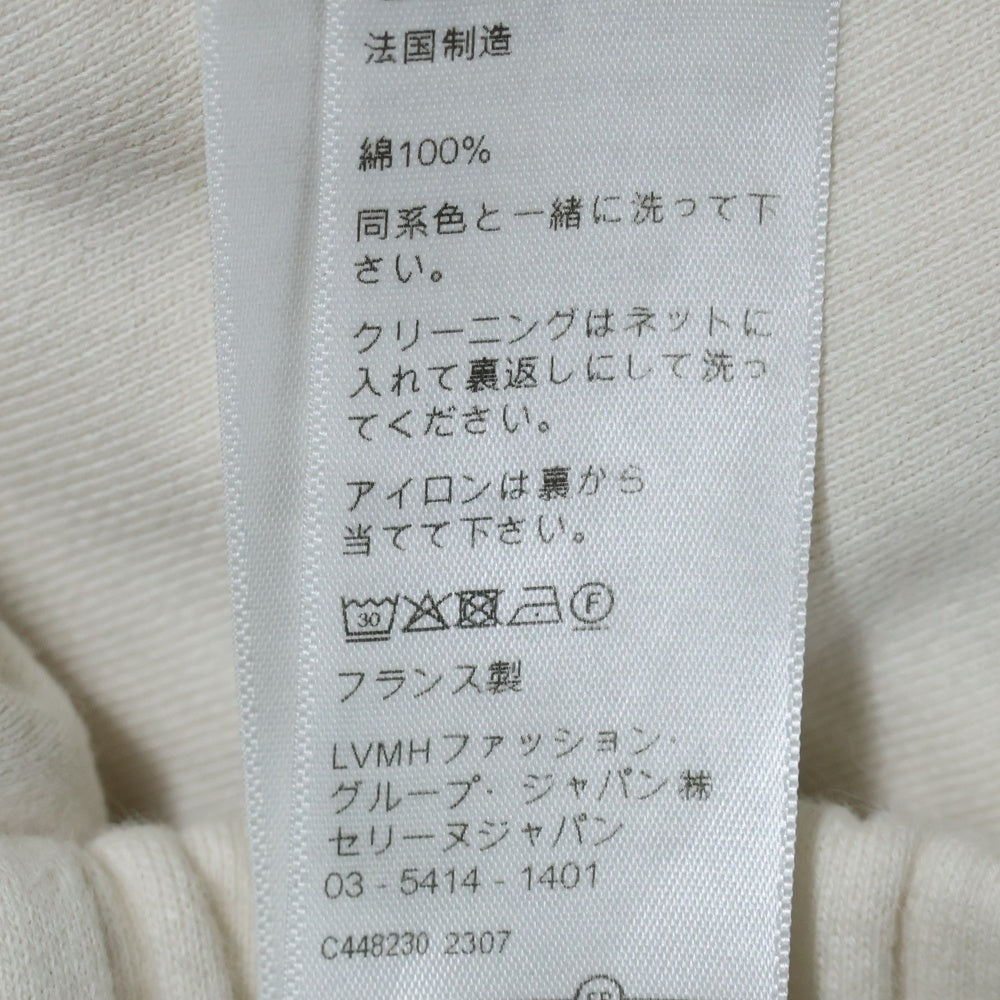 法国制造
綿100%
同系色と一緒に洗って下
さい。
クリーニングはネットに
入れて裏返しにして洗っ
てください。
アイロンは裏から
当てて下さい。
30 F
フランス製
LVMHファッション·
グループ· ジャパン 株
セリーヌジャパン
03 - 5414 - 1401
C448230 2307